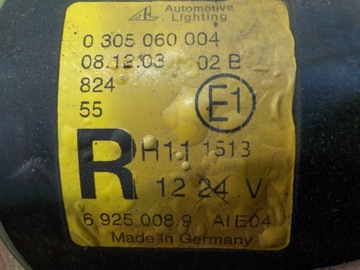 AL Automotive Lighting
0 305 060 004
08.12.03 02 B
824
55
E1
R H11 1513
12 24 V
6 925 008.9 AI E04
Made in Germany